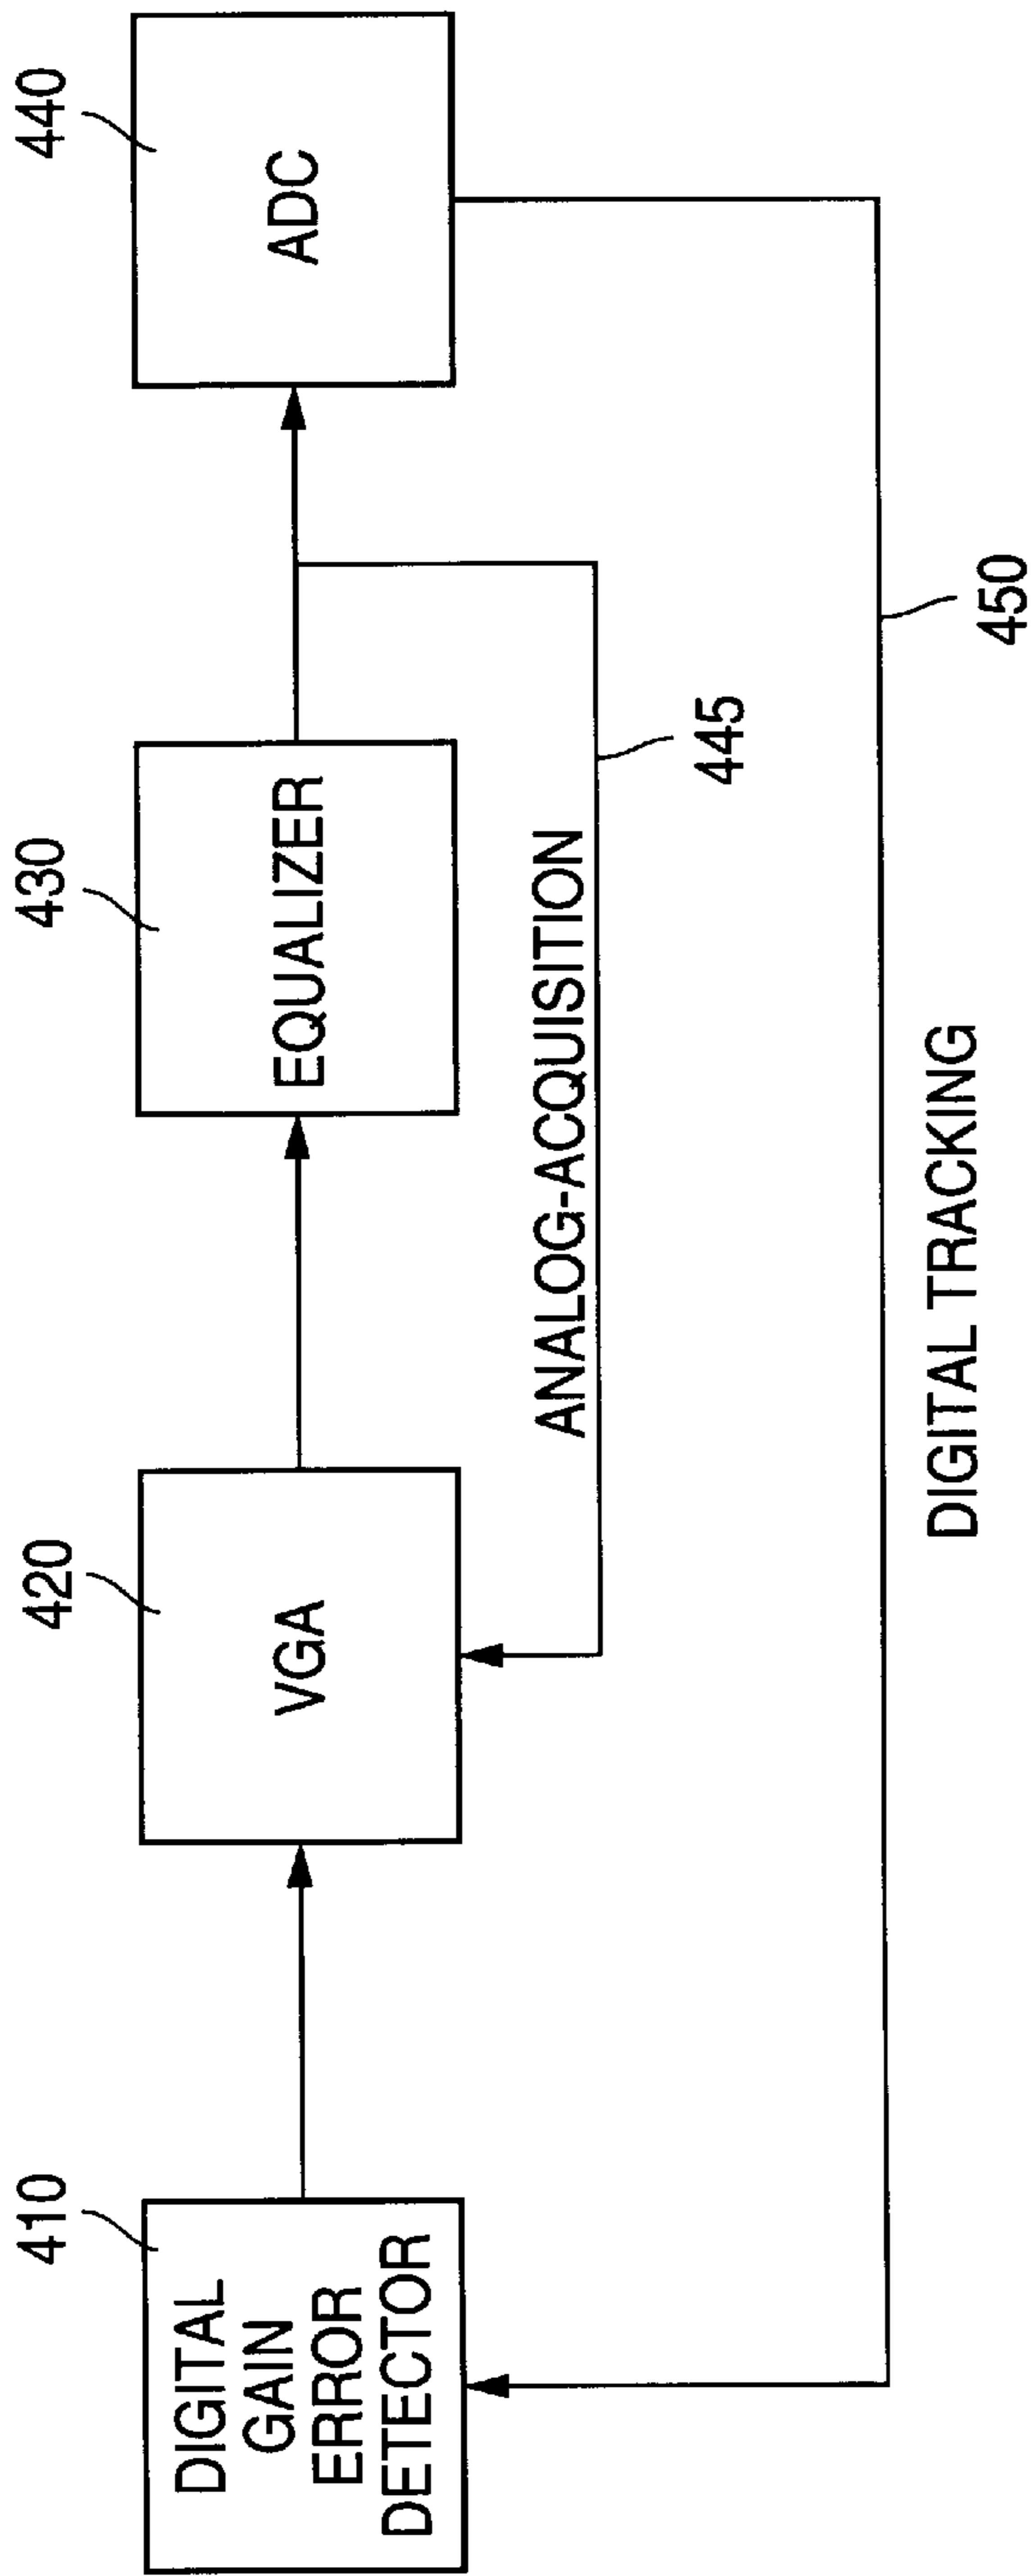 410
420
430
440
DIGITAL
GAIN
ERROR
DETECTOR
VGA
EQUALIZER
ADC
ANALOG-ACQUISITION
445
DIGITAL TRACKING
450